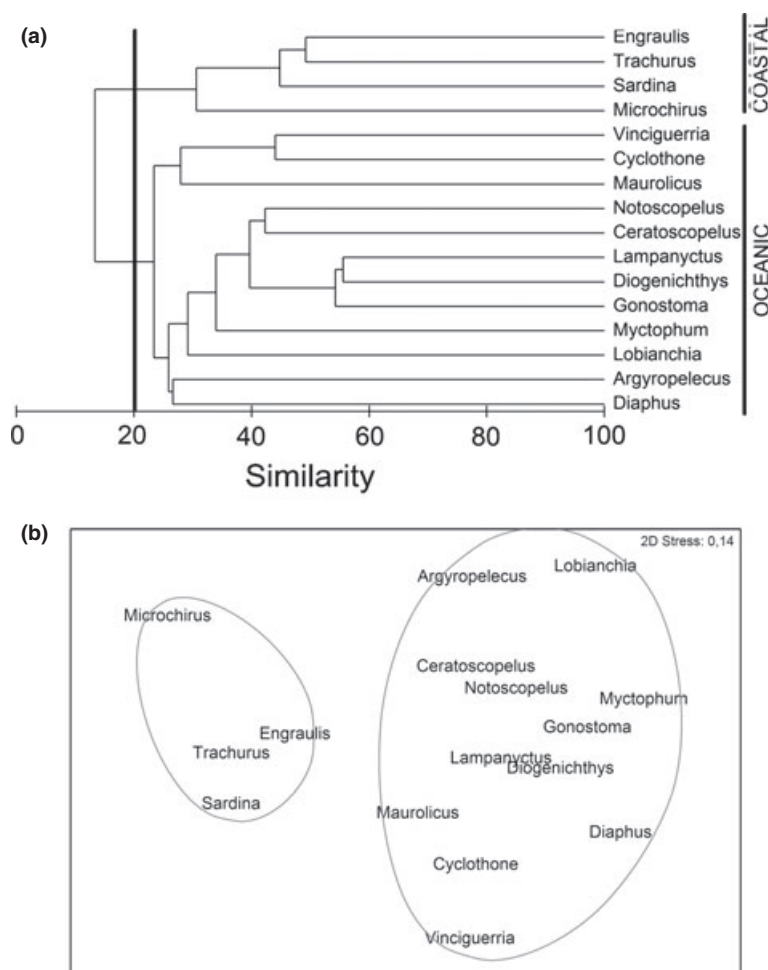 (a)
Engraulis
Trachurus
Sardina
Microchirus
Vinciguerria
Cyclothone
Maurolicus
Notoscopelus
Ceratoscopelus
Lampanyctus
Diogenichthys
Gonostoma
Myctophum
Lobianchia
Argyropelecus
Diaphus
COASTAL
OCEANIC
0 20 40 60 80 100
Similarity
(b)
2D Stress: 0,14
Argyropelecus
Lobianchia
Microchirus
Ceratoscopelus
Notoscopelus
Myctophum
Gonostoma
Engraulis
Trachurus
Lampanyctus
Diogenichthys
Sardina
Maurolicus
Diaphus
Cyclothone
Vinciguerria